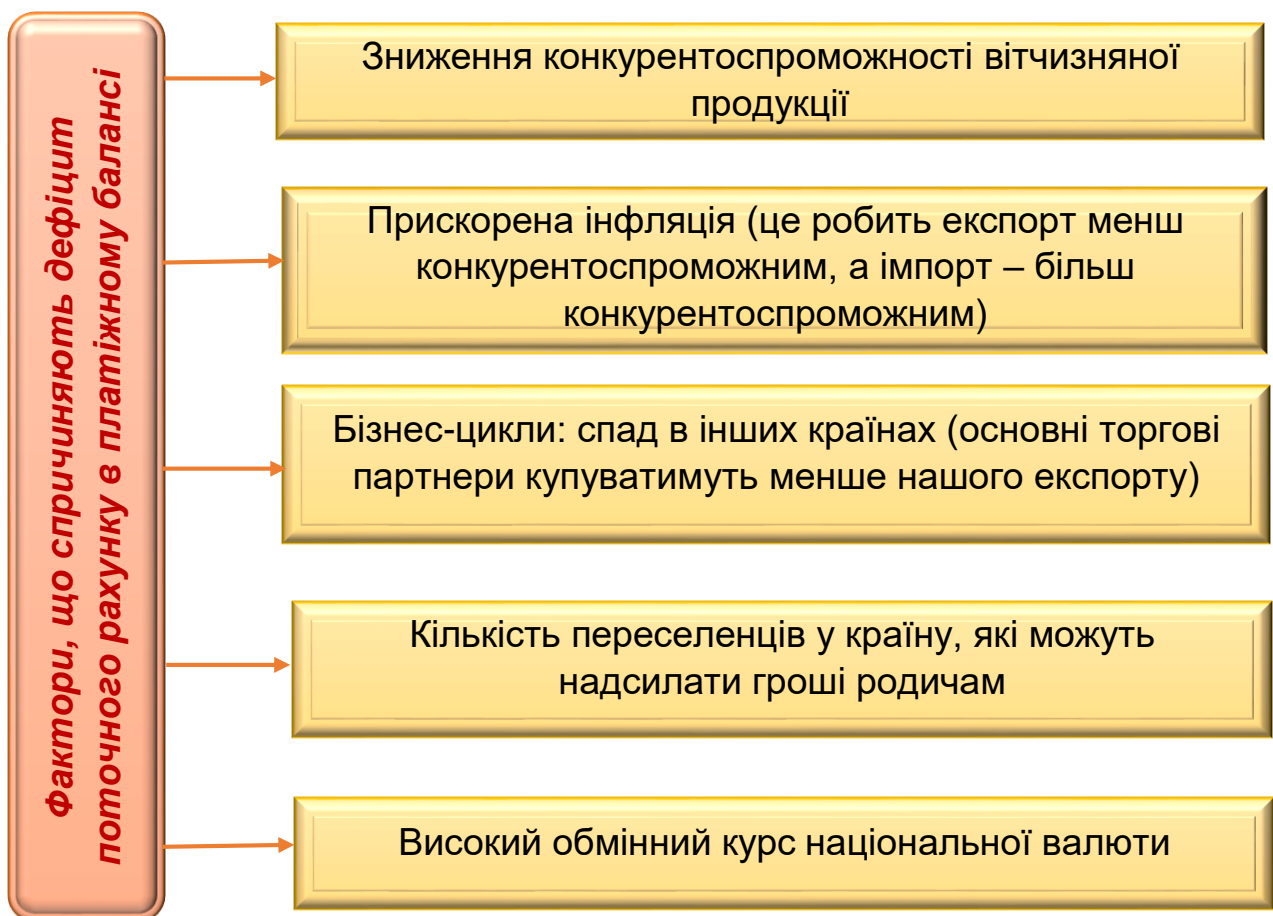 Фактори, що спричиняють дефіцит
поточного рахунку в платіжному балансі
Зниження конкурентоспроможності вітчизняної
продукції
Прискорена інфляція (це робить експорт менш
конкурентоспроможним, а імпорт – більш
конкурентоспроможним)
Бізнес-цикли: спад в інших країнах (основні торгові
партнери купуватимуть менше нашого експорту)
Кількість переселенців у країну, які можуть
надсилати гроші родичам
Високий обмінний курс національної валюти